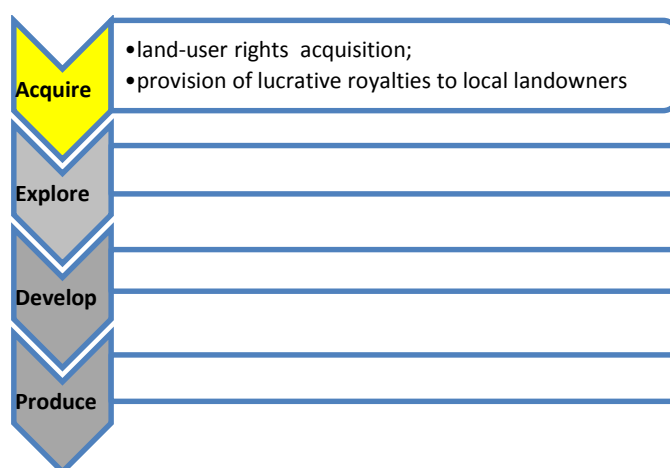 Acquire
•land-user rights  acquisition;
•provision of lucrative royalties to local landowners
Explore
Develop
Produce